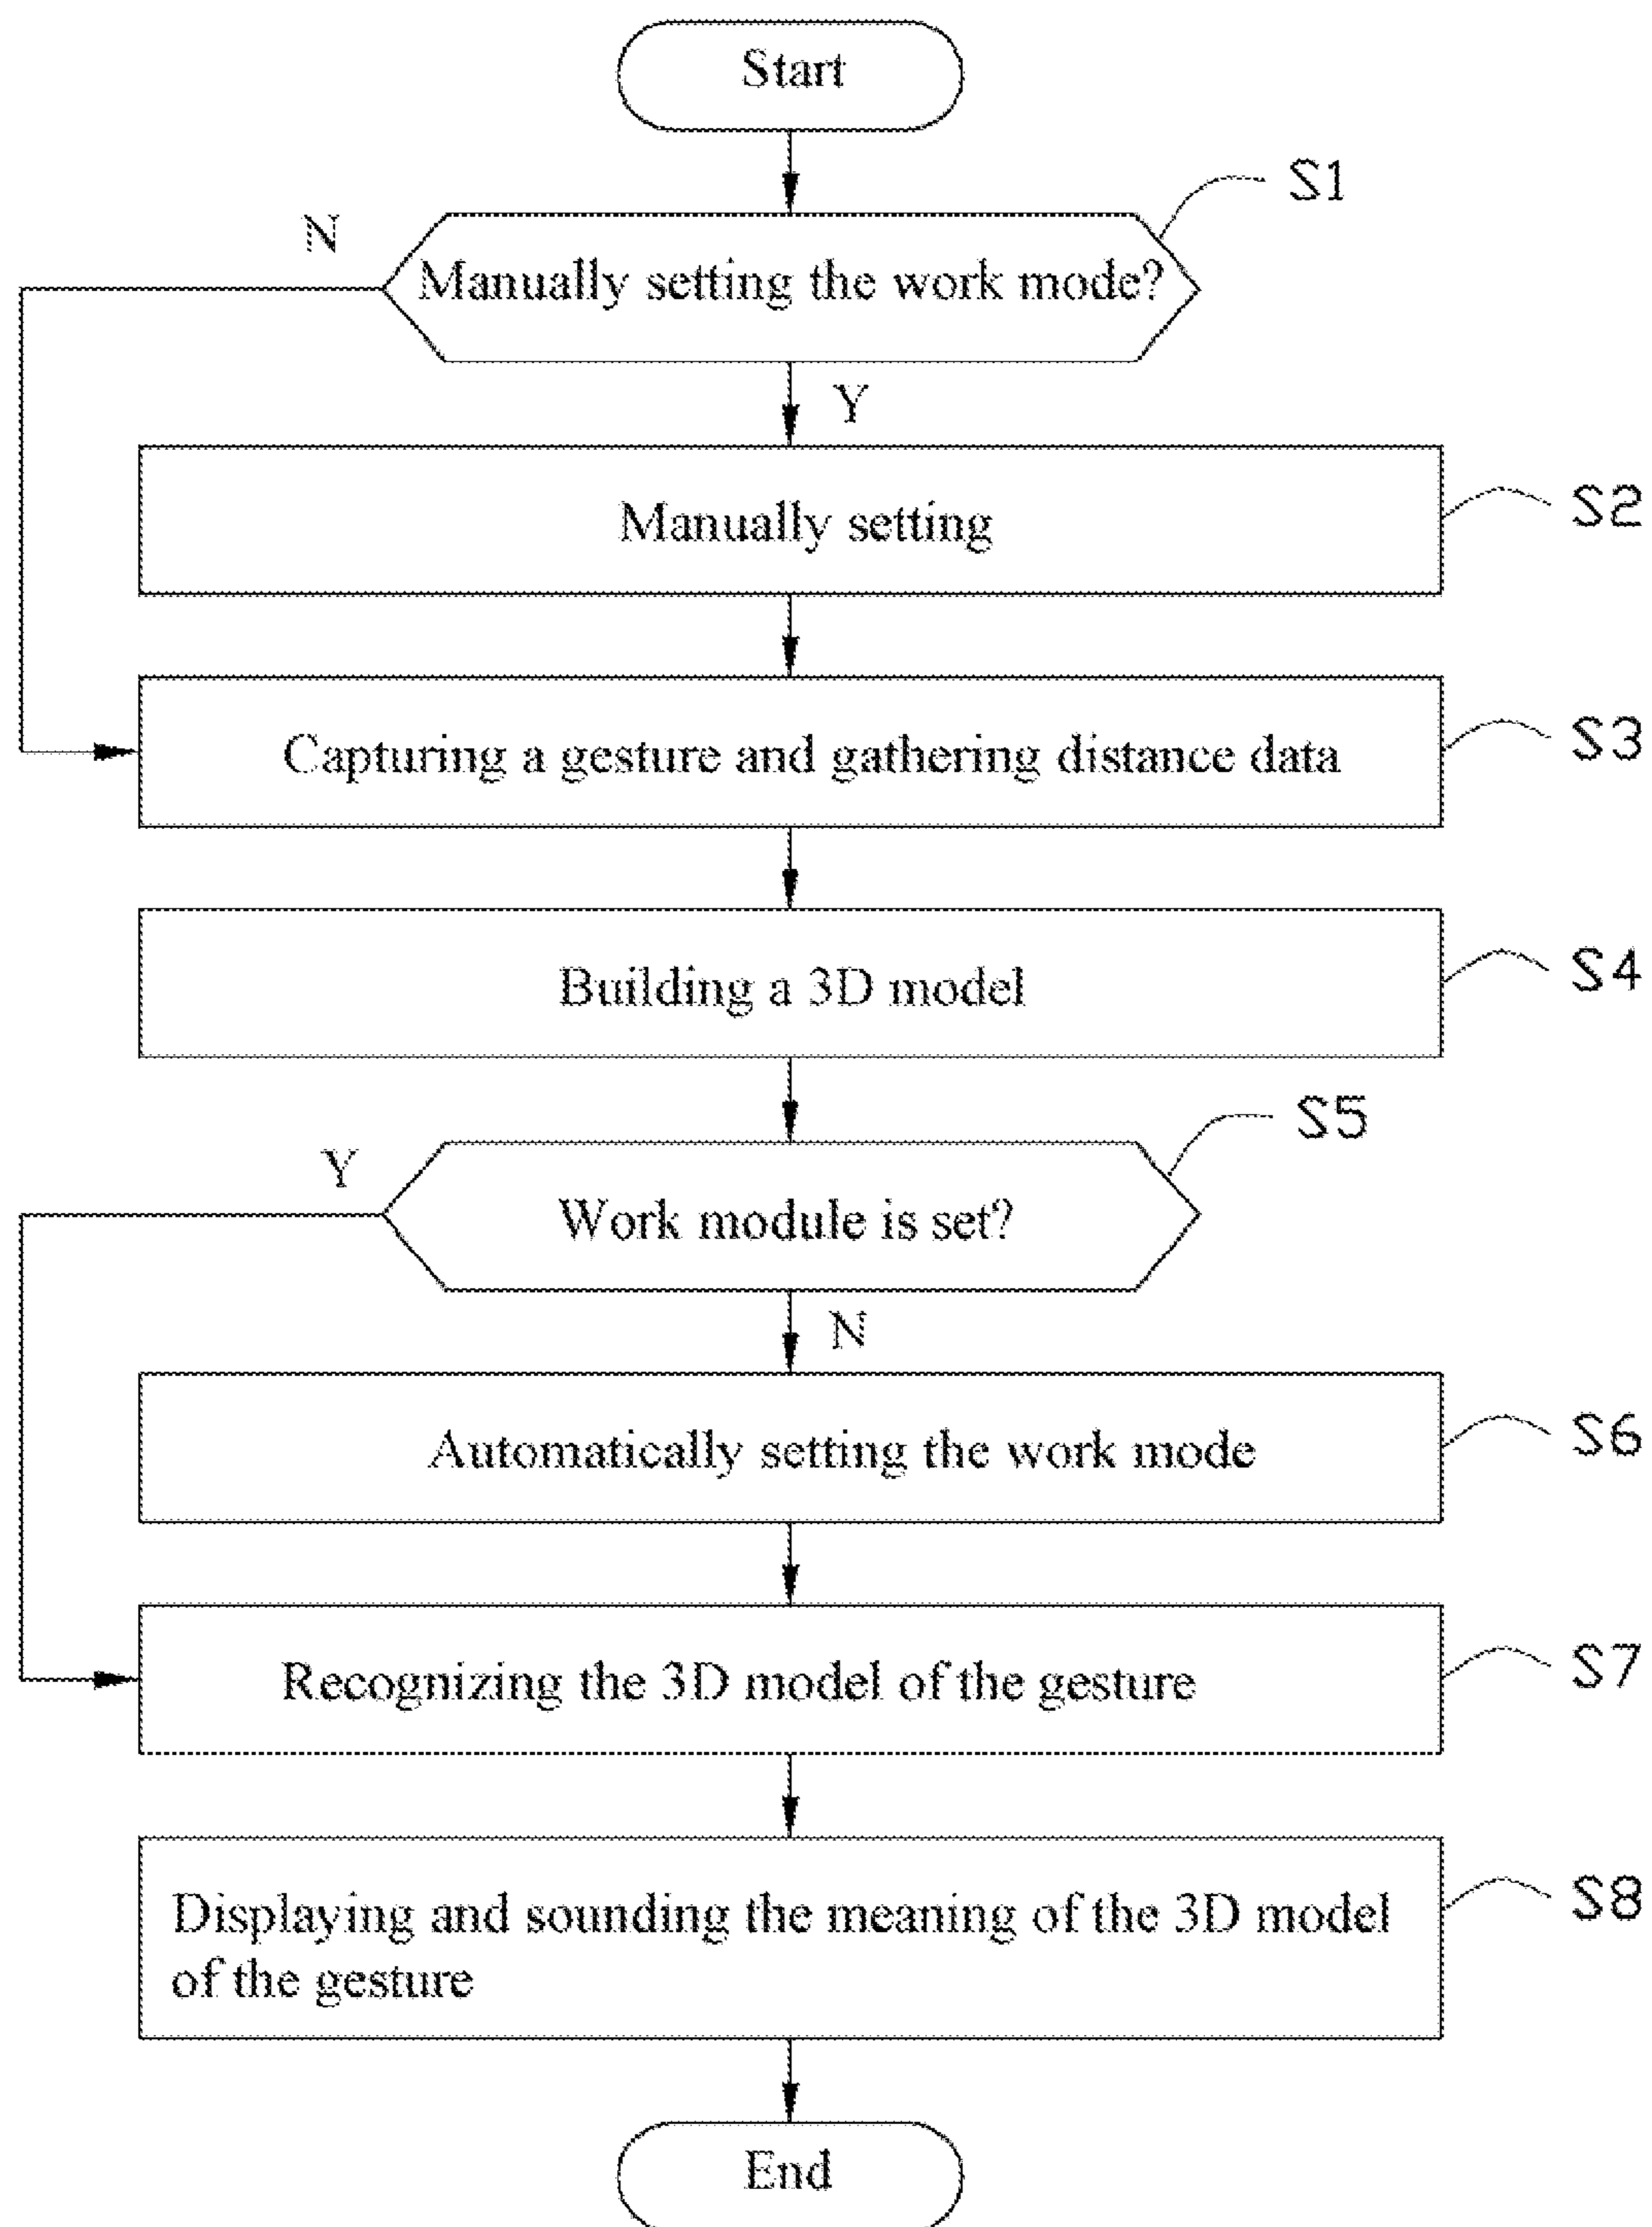 Start
S1
N
Manually setting the work mode?
Y
Manually setting
S2
Capturing a gesture and gathering distance data
S3
Building a 3D model
S4
S5
Y
Work module is set?
N
Automatically setting the work mode
S6
Recognizing the 3D model of the gesture
S7
Displaying and sounding the meaning of the 3D model
of the gesture
S8
End